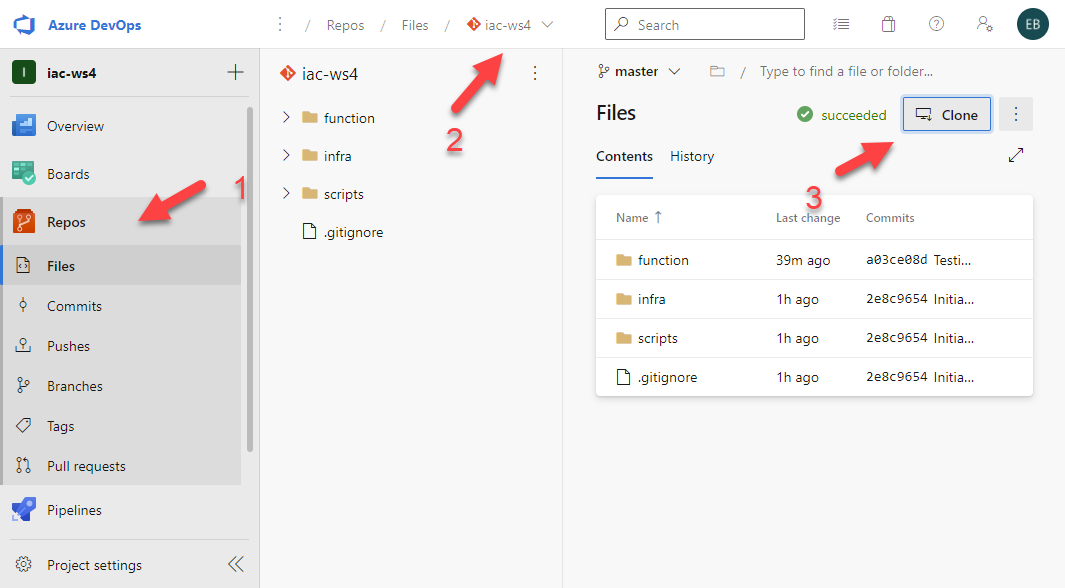 Azure DevOps
/ Repos / Files / iac-ws4
Search
EB
I iac-ws4
Overview
Boards
Repos
Files
Commits
Pushes
Branches
Tags
Pull requests
Pipelines
Project settings
1
iac-ws4
function
infra
scripts
.gitignore
2
master / Type to find a file or folder...
Files
succeeded
Clone
Contents History
3
Name ↑ Last change Commits
function 39m ago a03ce08d Testi...
infra 1h ago 2e8c9654 Initia...
scripts 1h ago 2e8c9654 Initia...
.gitignore 1h ago 2e8c9654 Initia...